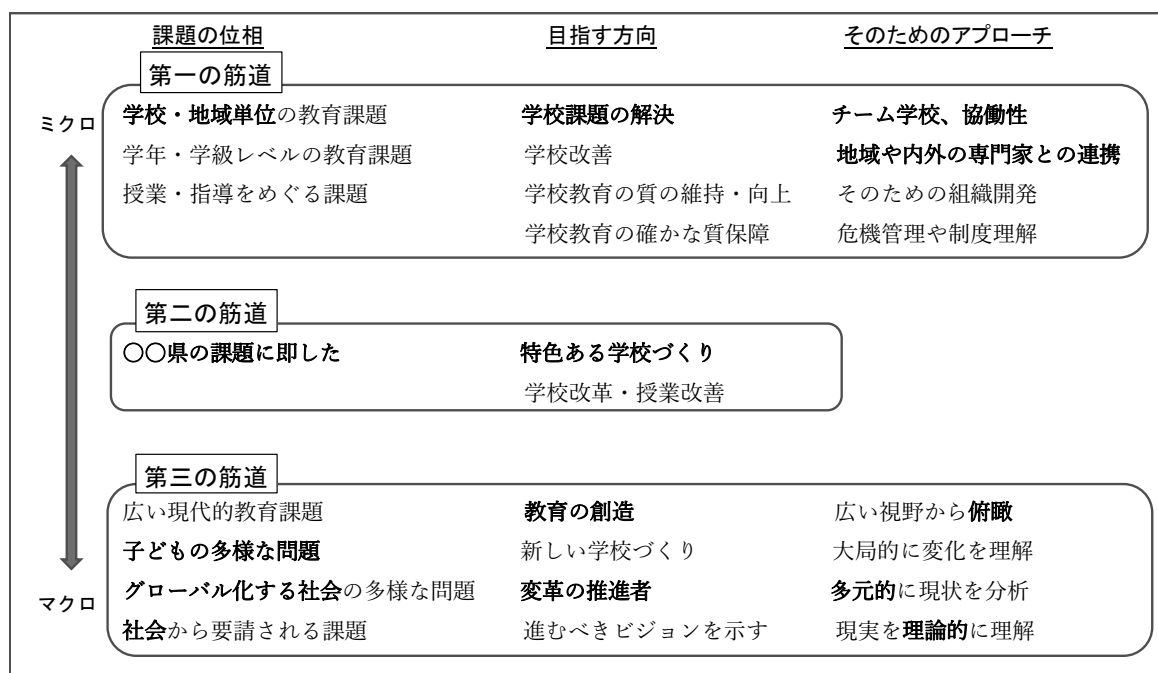 課題の位相 目指す方向 そのためのアプローチ
第一の筋道
ミクロ
学校・地域単位の教育課題 学校課題の解決 チーム学校、協働性
学年・学級レベルの教育課題 学校改善 地域や内外の専門家との連携
授業・指導をめぐる課題 学校教育の質の維持・向上 そのための組織開発
学校教育の確かな質保障 危機管理や制度理解
第二の筋道
〇〇県の課題に即した 特色ある学校づくり
学校改革・授業改善
第三の筋道
広い現代的教育課題 教育の創造 広い視野から俯瞰
子どもの多様な問題 新しい学校づくり 大局的に変化を理解
マクロ
グローバル化する社会の多様な問題 変革の推進者 多元的に現状を分析
社会から要請される課題 進むべきビジョンを示す 現実を理論的に理解